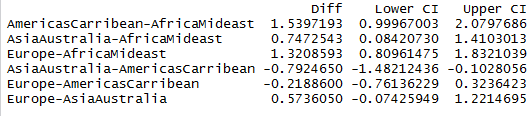 Diff Lower CI Upper CI
AmericasCarribean-AfricaMideast 1.5397193 0.99967003 2.0797686
AsiaAustralia-AfricaMideast 0.7472543 0.08420730 1.4103013
Europe-AfricaMideast 1.3208593 0.80961475 1.8321039
AsiaAustralia-AmericasCarribean -0.7924650 -1.48212436 -0.1028056
Europe-AmericasCarribean -0.2188600 -0.76136229 0.3236423
Europe-AsiaAustralia 0.5736050 -0.07425949 1.2214695